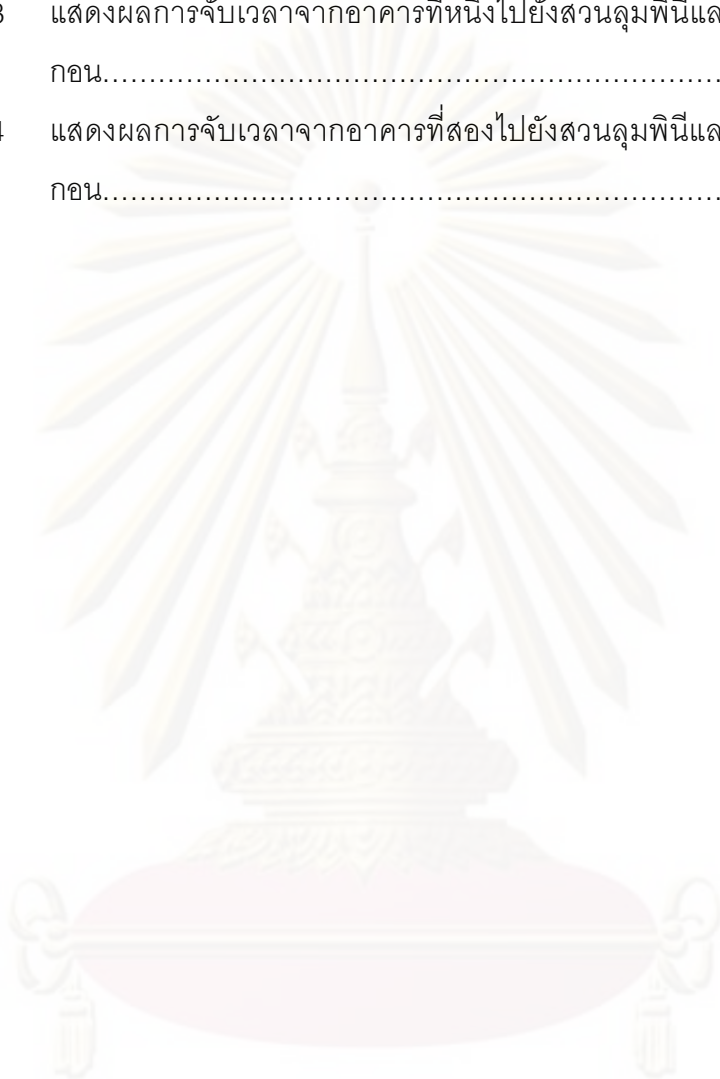 3 แสดงผลการจับเวลาจากอาคารที่หนึ่งไปยังสวนลุมพินีแล
กอน.......................................................................
4 แสดงผลการจับเวลาจากอาคารที่สองไปยังสวนลุมพินีแล
กอน.......................................................................